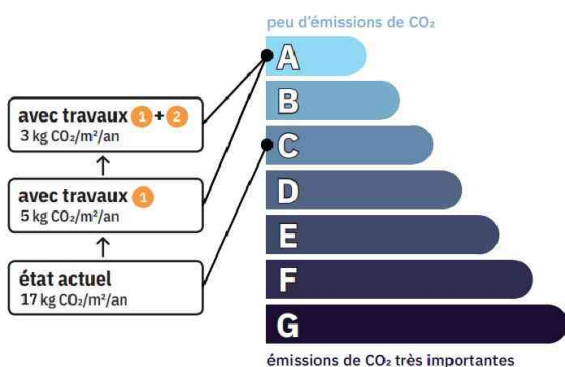 peu d'émissions de CO₂
A
B
C
D
E
F
G
émissions de CO₂ très importantes
avec travaux 1 + 2
3 kg CO₂/m²/an
avec travaux 1
5 kg CO₂/m²/an
état actuel
17 kg CO₂/m²/an